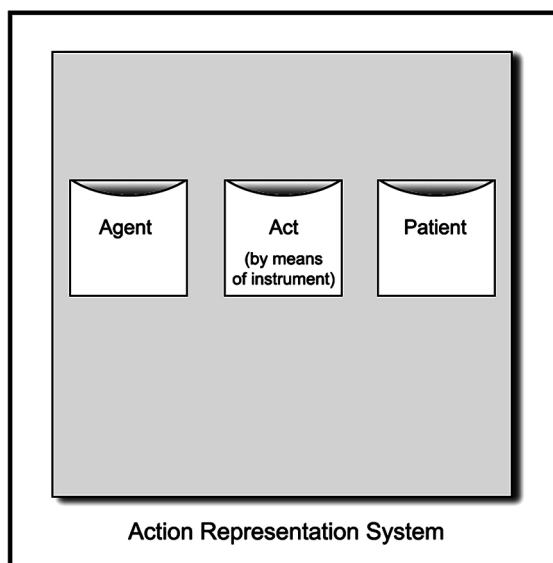 Agent
Act
(by means
of instrument)
Patient
Action Representation System